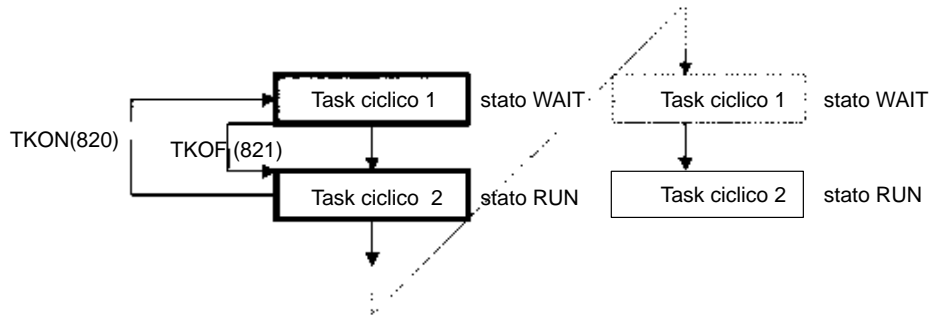 Task ciclico 1
stato WAIT
Task ciclico 1
stato WAIT
TKON(820)
TKOF (821)
Task ciclico 2
stato RUN
Task ciclico 2
stato RUN